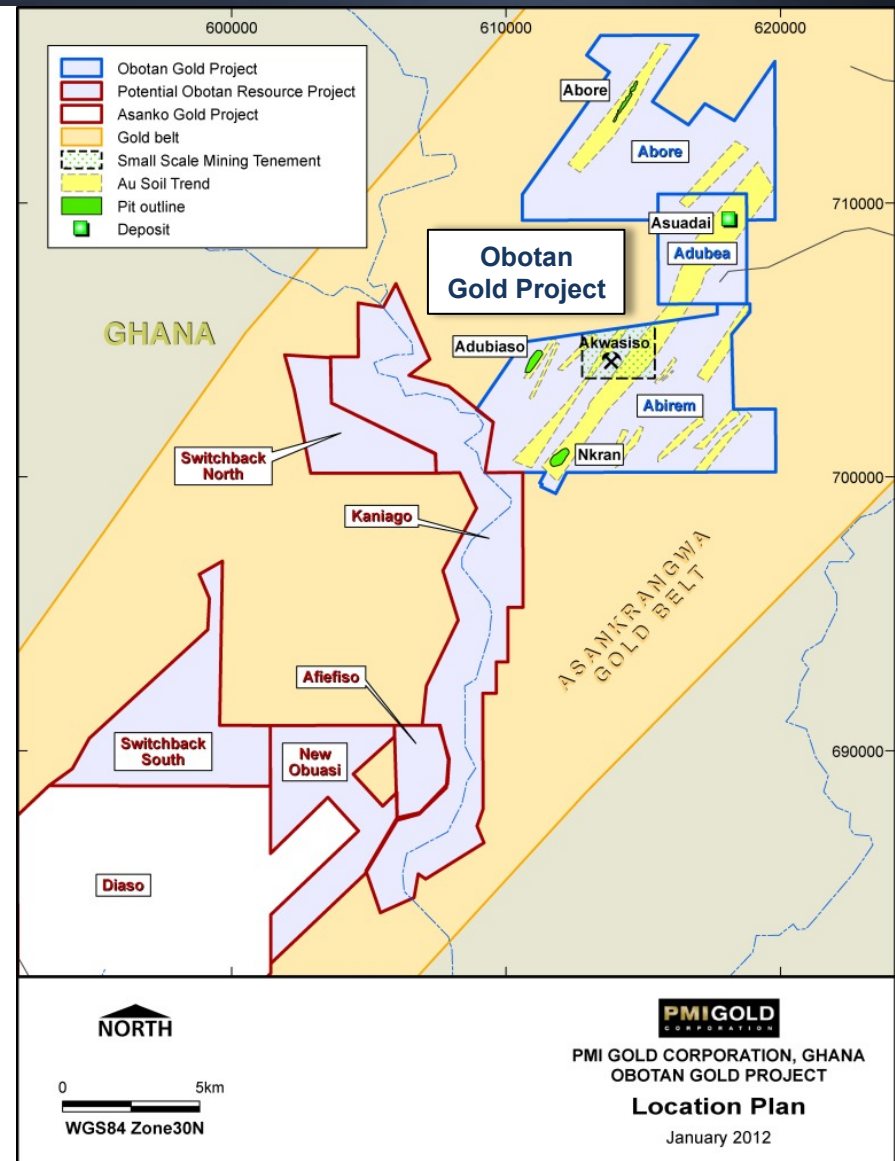 600000
610000
620000
Obotan Gold Project
Potential Obotan Resource Project
Asanko Gold Project
Gold belt
Small Scale Mining Tenement
Au Soil Trend
Pit outline
Deposit
Abore
Abore
710000
Asuadai
Adubea
Obotan
Gold Project
GHANA
Adubiaso
Akwasiso
Abirem
Nkran
Switchback
North
700000
Kaniago
ASANKRANGWA
GOLD BELT
Afiefiso
Switchback
South
New
Obuasi
690000
Diaso
NORTH
0 5km
WGS84 Zone30N
PMIGOLD
CORPORATION
PMI GOLD CORPORATION, GHANA
OBOTAN GOLD PROJECT
Location Plan
January 2012